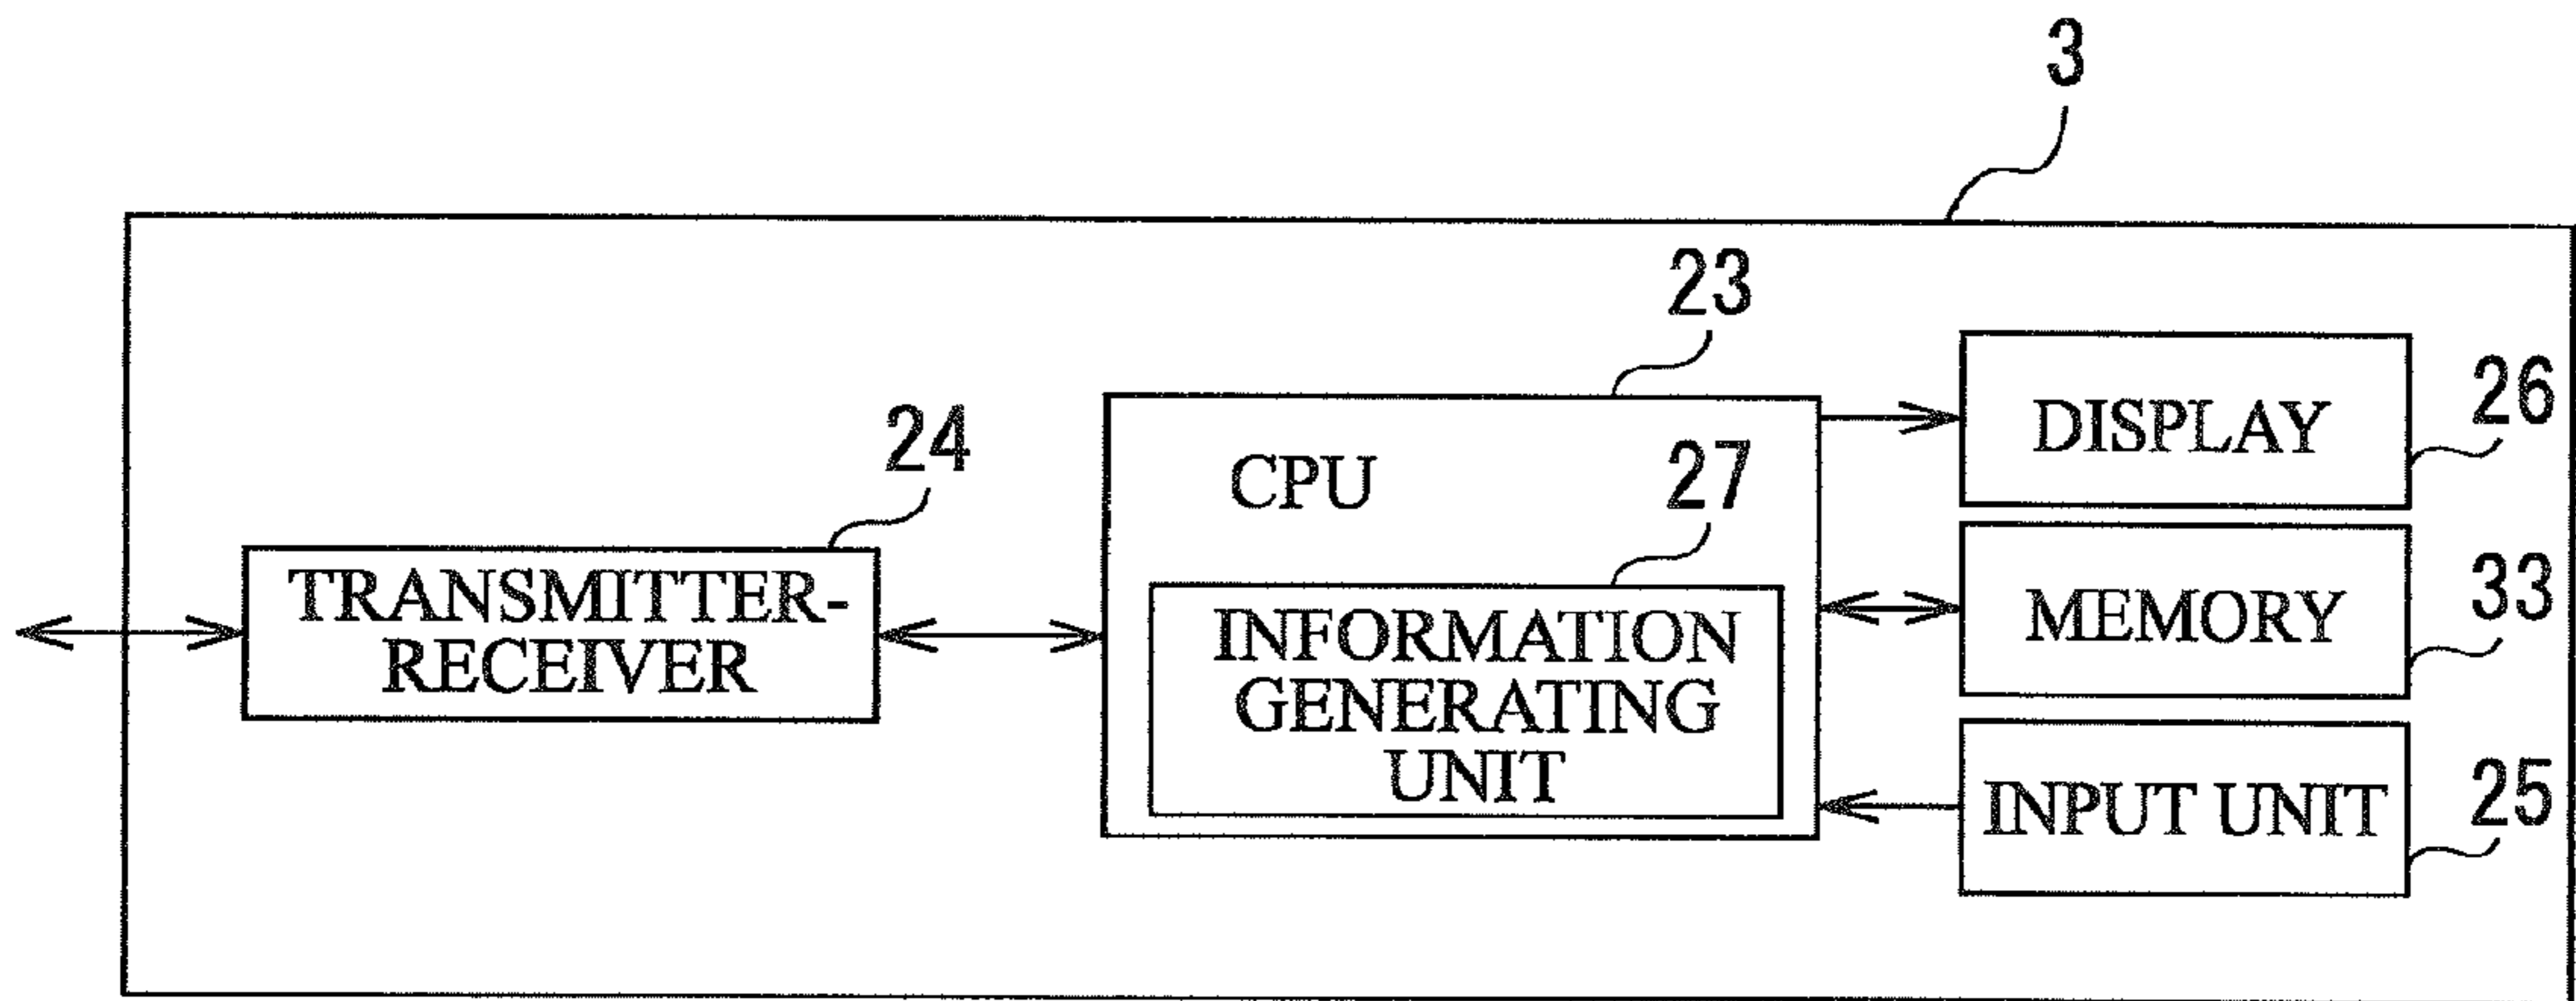 3
23
26
DISPLAY
24
CPU
27
33
TRANSMITTER-
RECEIVER
INFORMATION
GENERATING
UNIT
MEMORY
25
INPUT UNIT